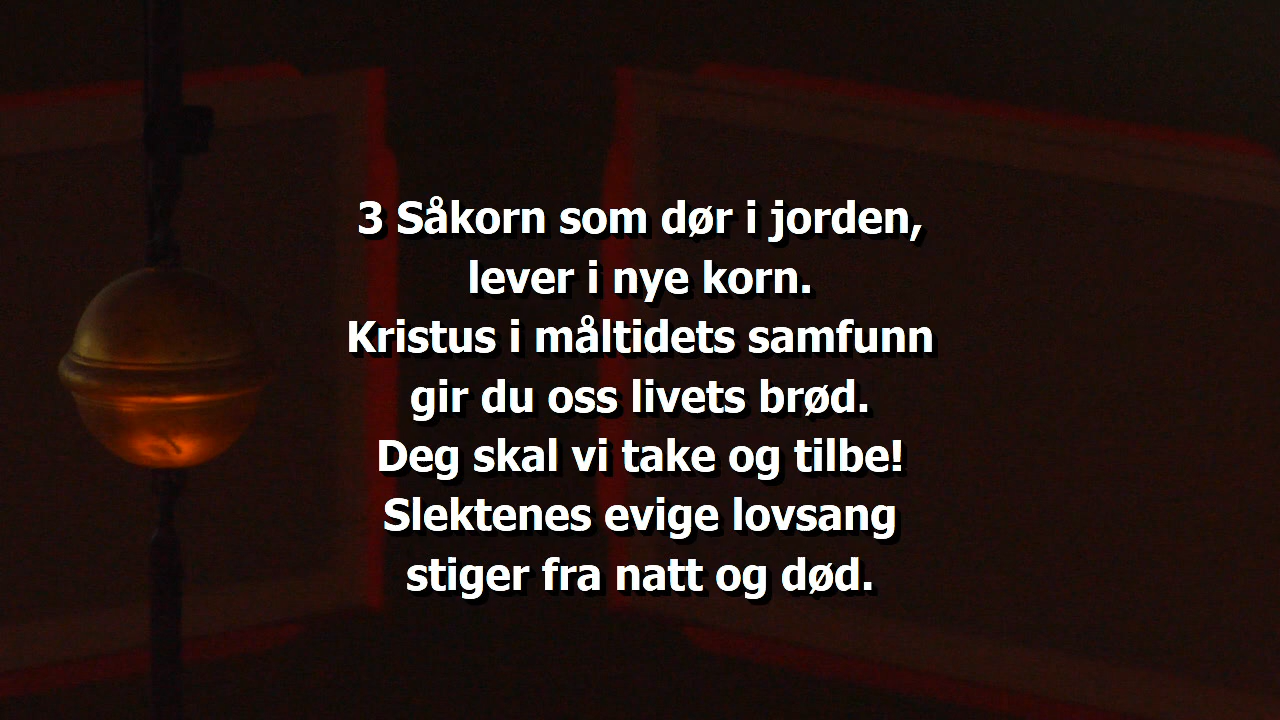 3 Såkorn som dør i jorden,
lever i nye korn.
Kristus i måltidets samfunn
gir du oss livets brød.
Deg skal vi take og tilbe!
Slektenes evige lovsang
stiger fra natt og død.